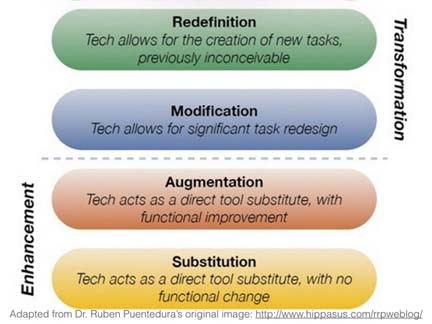 Redefinition
Tech allows for the creation of new tasks,
previously inconceivable
Transformation
Modification
Tech allows for significant task redesign
Augmentation
Tech acts as a direct tool substitute, with
functional improvement
Enhancement
Substitution
Tech acts as a direct tool substitute, with no
functional change
Adapted from Dr. Ruben Puentedura's original image: http://www.hippasus.com/rrpweblog/